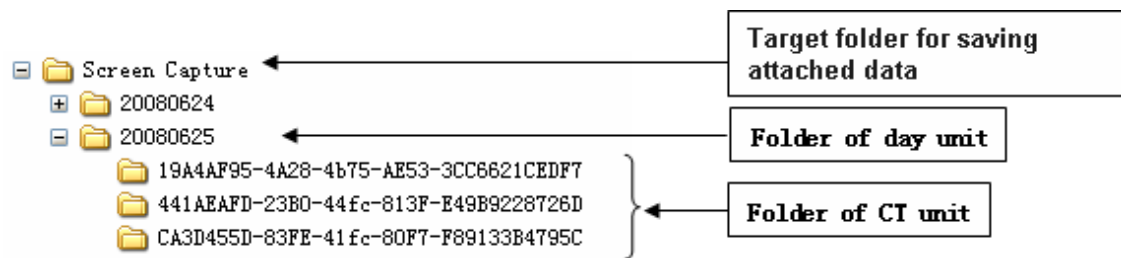 Screen Capture
20080624
20080625
19A4AF95-4A28-4b75-AE53-3CC6621CEDF7
441AEAFD-23B0-44fc-813F-E49B9228726D
CA3D455D-83FE-41fc-80F7-F89133B4795C
Target folder for saving
attached data
Folder of day unit
Folder of CT unit